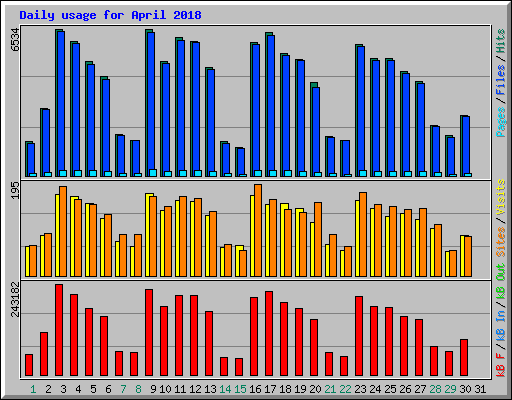 Daily usage for April 2018
6534
Pages / Files / Hits
195
kB F / kB In / kB Out Sites / Visits
243182
1 2 3 4 5 6 7 8 9 10 11 12 13 14 15 16 17 18 19 20 21 22 23 24 25 26 27 28 29 30 31